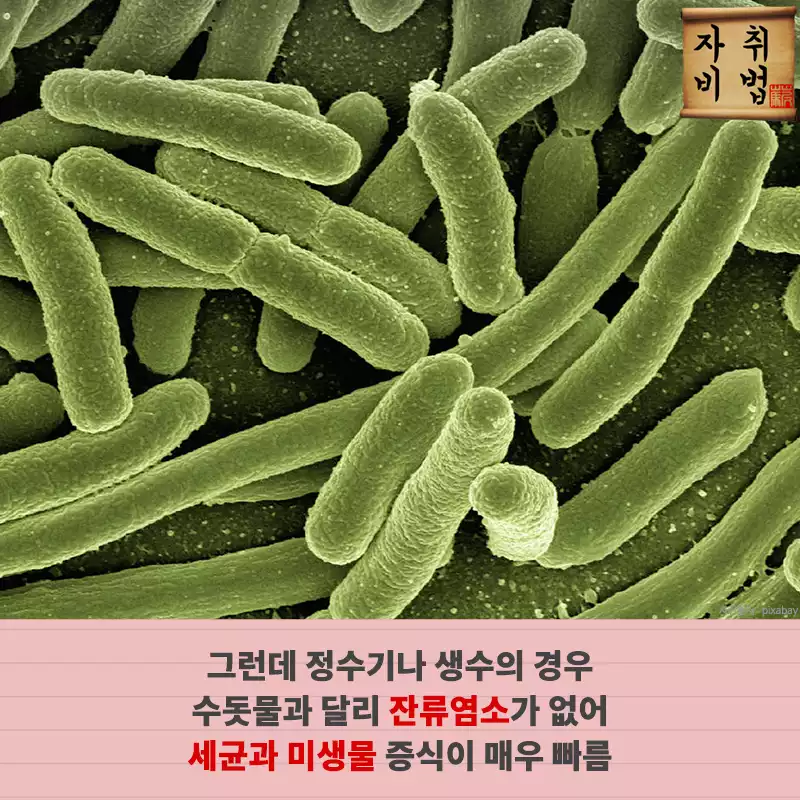 자취
비법
pixabay
그런데 정수기나 생수의 경우
수돗물과 달리 잔류염소가 없어
세균과 미생물 증식이 매우 빠름